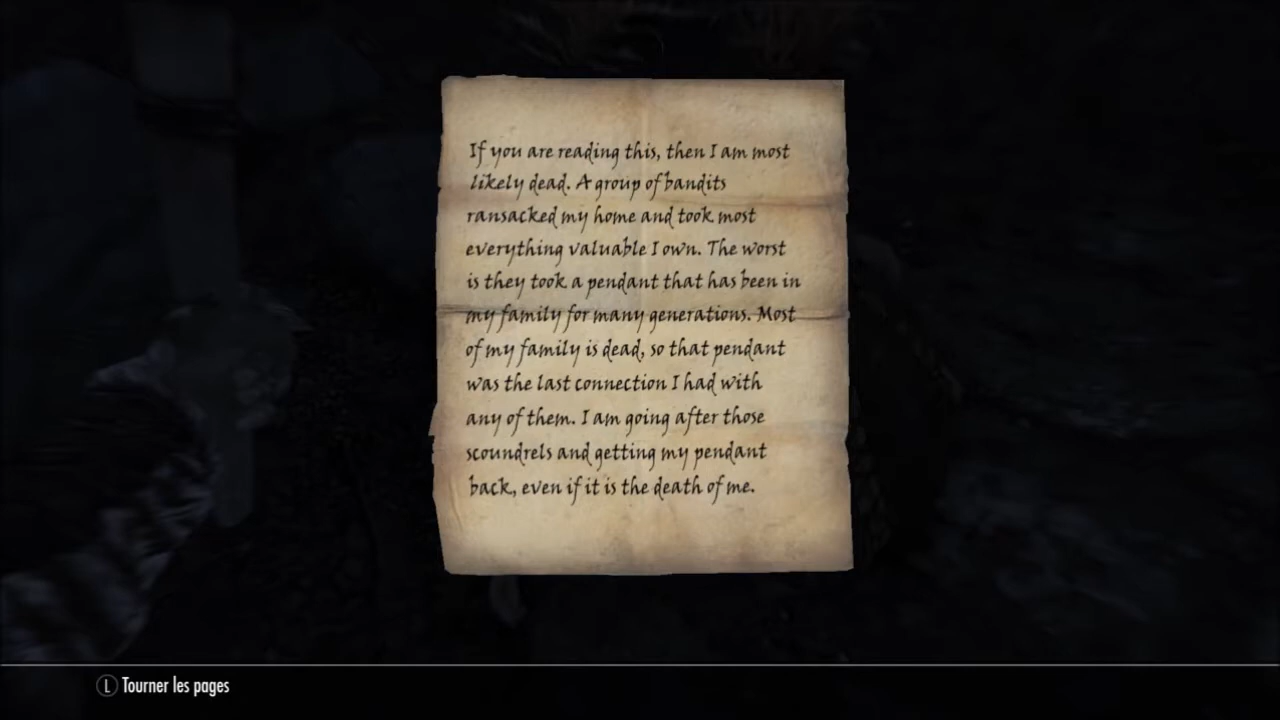 If you are reading this, then I am most
likely dead. A group of bandits
ransacked my home and took most
everything valuable I own. The worst
is they took a pendant that has been in
my family for many generations. Most
of my family is dead, so that pendant
was the last connection I had with
any of them. I am going after those
scoundrels and getting my pendant
back, even if it is the death of me.
L Tourner les pages